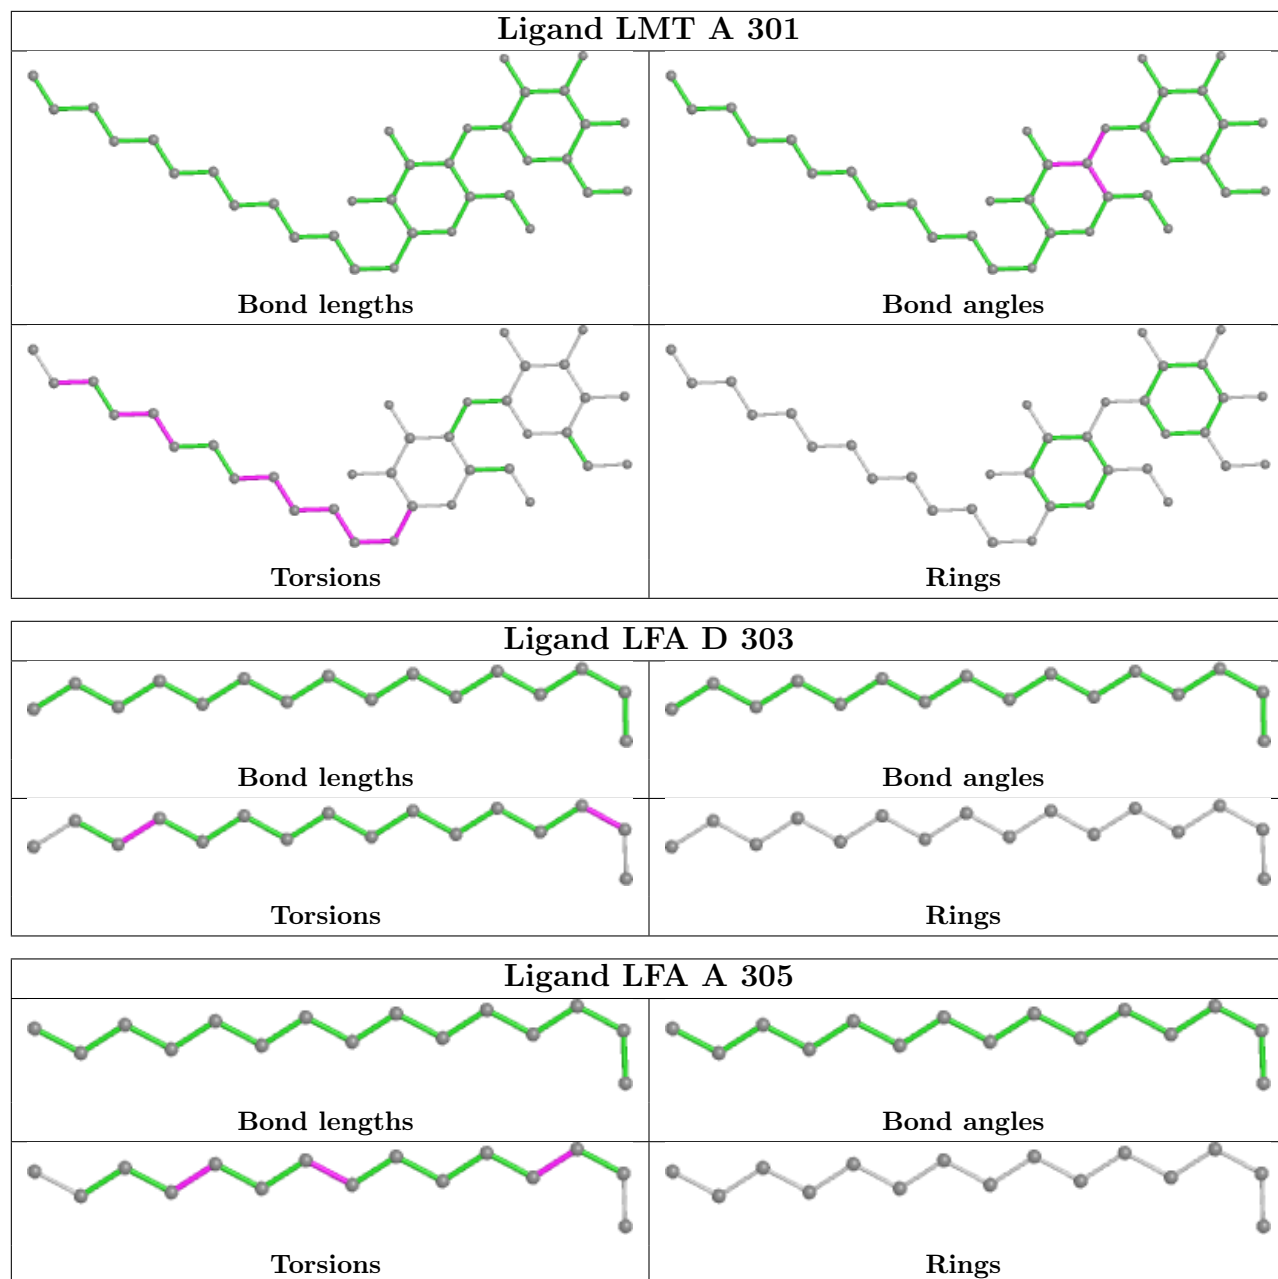 Ligand LMT A 301
Bond lengths
Bond angles
Torsions
Rings
Ligand LFA D 303
Bond lengths
Bond angles
Torsions
Rings
Ligand LFA A 305
Bond lengths
Bond angles
Torsions
Rings